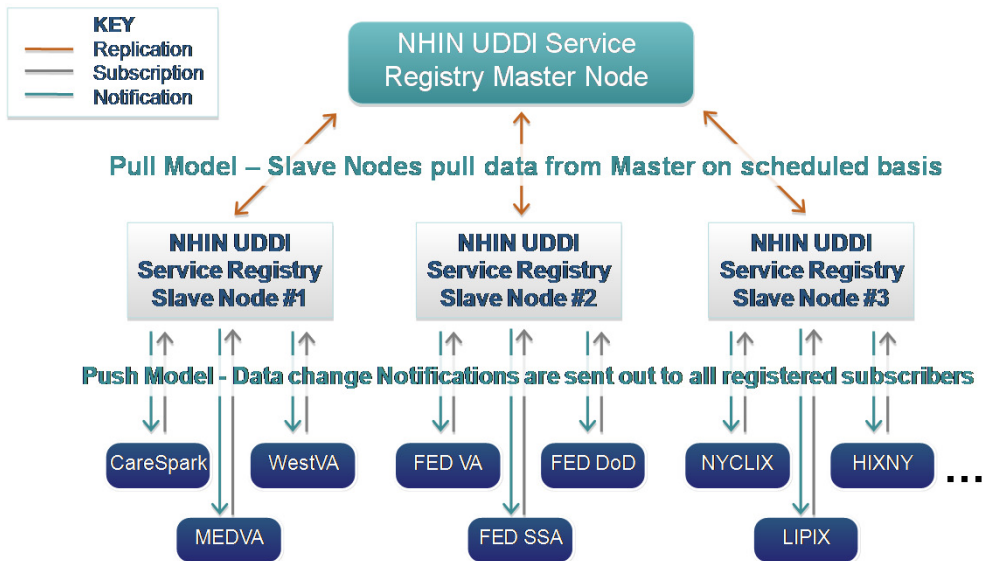 KEY
Replication
Subscription
Notification
NHIN UDDI Service
Registry Master Node
Pull Model – Slave Nodes pull data from Master on scheduled basis
NHIN UDDI
Service Registry
Slave Node #1
NHIN UDDI
Service Registry
Slave Node #2
NHIN UDDI
Service Registry
Slave Node #3
Push Model - Data change Notifications are sent out to all registered subscribers
CareSpark
WestVA
FED VA
FED DoD
NYCLIX
HIXNY
...
MEDVA
FED SSA
LIPIX